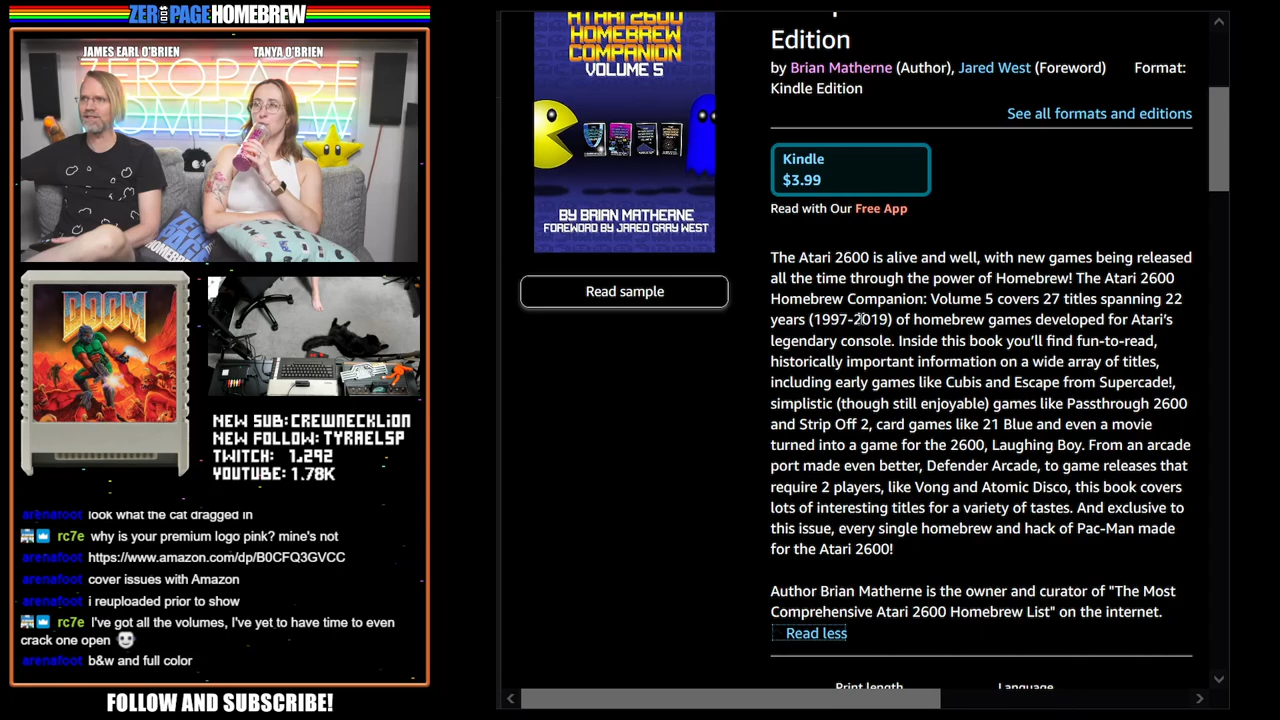 ZEROPAGE HOMEBREW
JAMES EARL O'BRIEN
TANYA O'BRIEN
ZEROPAGE
HOMEBREW
DOOM
NEW SUB:CREWNECKLION
NEW FOLLOW:TYRAELSP
TWITCH: 1,292
YOUTUBE: 1.78K
arenafoot look what the cat dragged in
rc7e why is your premium logo pink? mine's not
arenafoot https://www.amazon.com/dp/B0CFQ3GVCC
arenafoot cover issues with Amazon
arenafoot i reuploaded prior to show
rc7e I've got all the volumes, I've yet to have time to even
crack one open
arenafoot b&w and full color
FOLLOW AND SUBSCRIBE!
ATARI 2600
HOMEBREW
COMPANION
VOLUME 5
BY BRIAN MATHERNE
FOREWORD BY JARED GRAY WEST
Read sample
Edition
by Brian Matherne (Author), Jared West (Foreword) Format:
Kindle Edition
See all formats and editions
Kindle
$3.99
Read with Our Free App
The Atari 2600 is alive and well, with new games being released
all the time through the power of Homebrew! The Atari 2600
Homebrew Companion: Volume 5 covers 27 titles spanning 22
years (1997-2019) of homebrew games developed for Atari's
legendary console. Inside this book you'll find fun-to-read,
historically important information on a wide array of titles,
including early games like Cubis and Escape from Supercade!,
simplistic (though still enjoyable) games like Passthrough 2600
and Strip Off 2, card games like 21 Blue and even a movie
turned into a game for the 2600, Laughing Boy. From an arcade
port made even better, Defender Arcade, to game releases that
require 2 players, like Vong and Atomic Disco, this book covers
lots of interesting titles for a variety of tastes. And exclusive to
this issue, every single homebrew and hack of Pac-Man made
for the Atari 2600!
Author Brian Matherne is the owner and curator of "The Most
Comprehensive Atari 2600 Homebrew List" on the internet.
Read less
Print length
Language